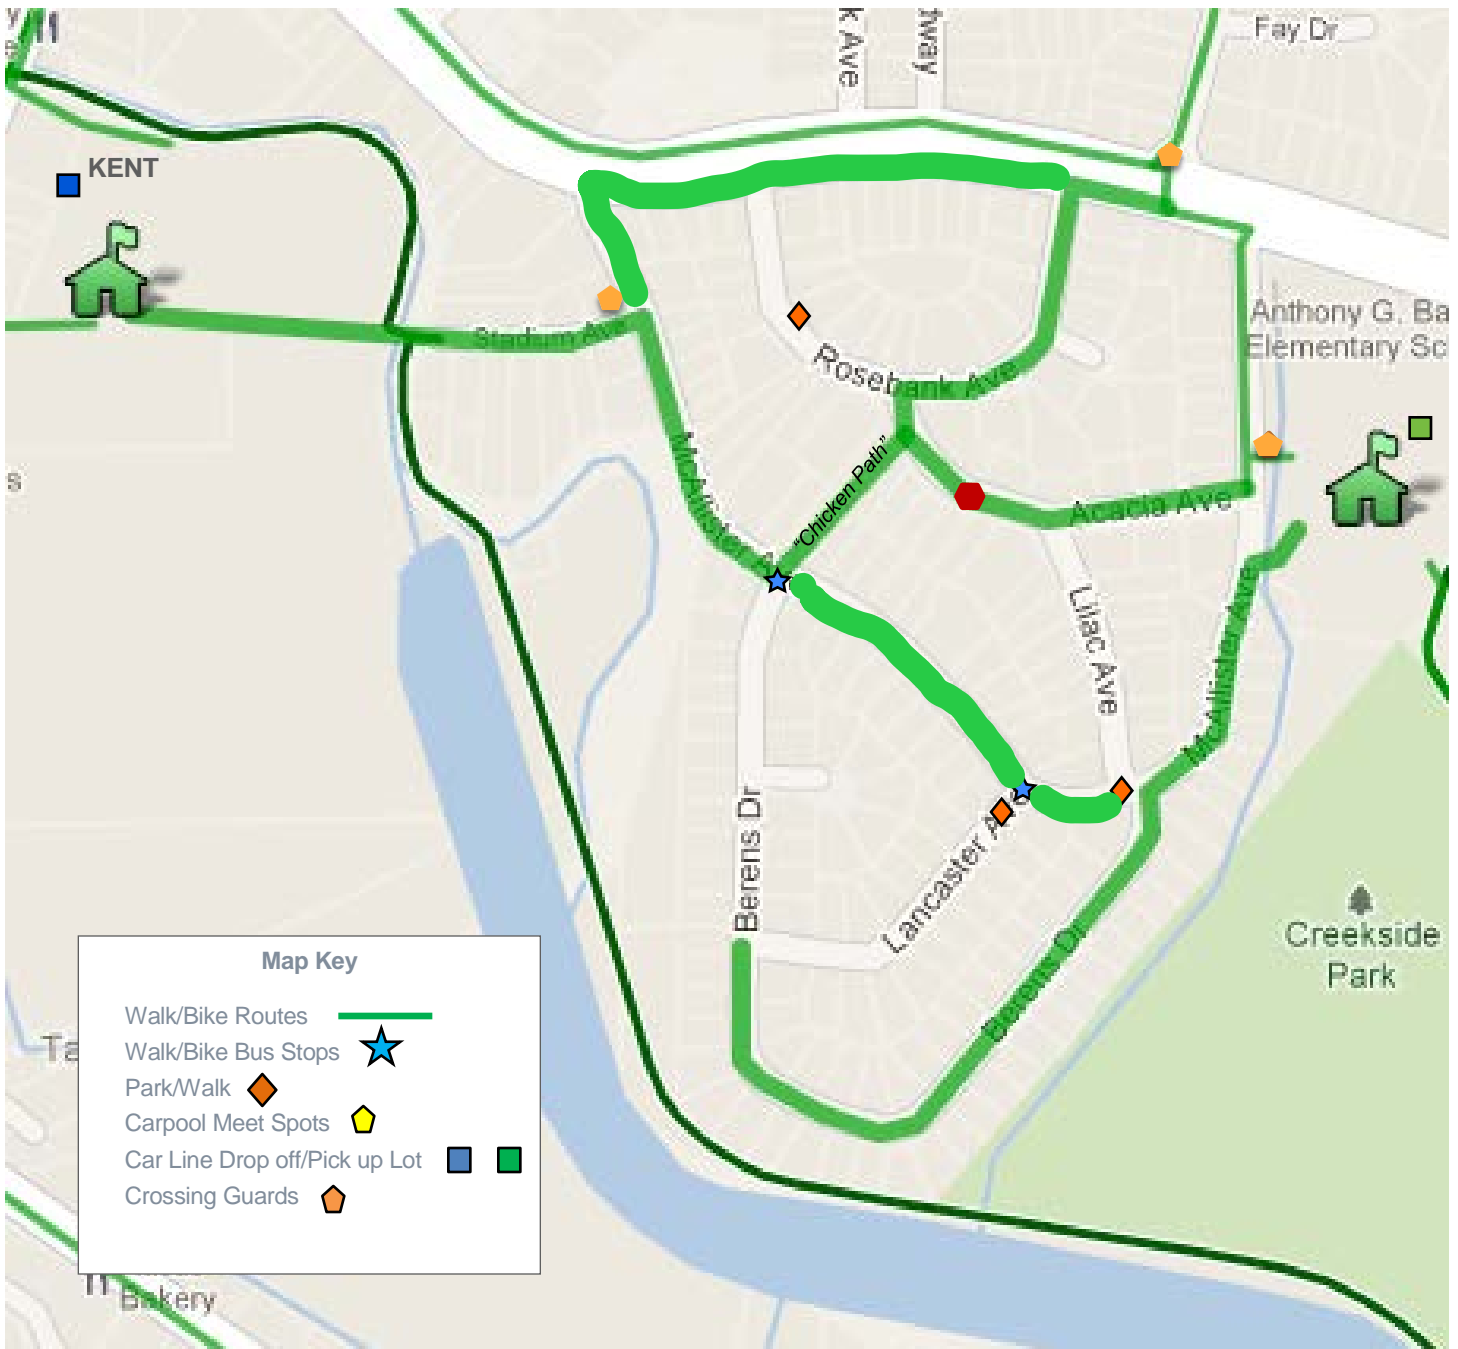 k Ave
tway
Fay Dr
KENT
Anthony G. Ba
Elementary Sc
Stadium Ave
Rosebank Ave
McAllister A
"Chicken Path"
Acacia Ave
s
Lilac Ave
McAllister Ave
Berens Dr
Lancaster Ave
Berens Dr
Creekside
Park
Map Key
Walk/Bike Routes
Walk/Bike Bus Stops
Park/Walk
Carpool Meet Spots
Car Line Drop off/Pick up Lot
Crossing Guards
Ta
Bakery